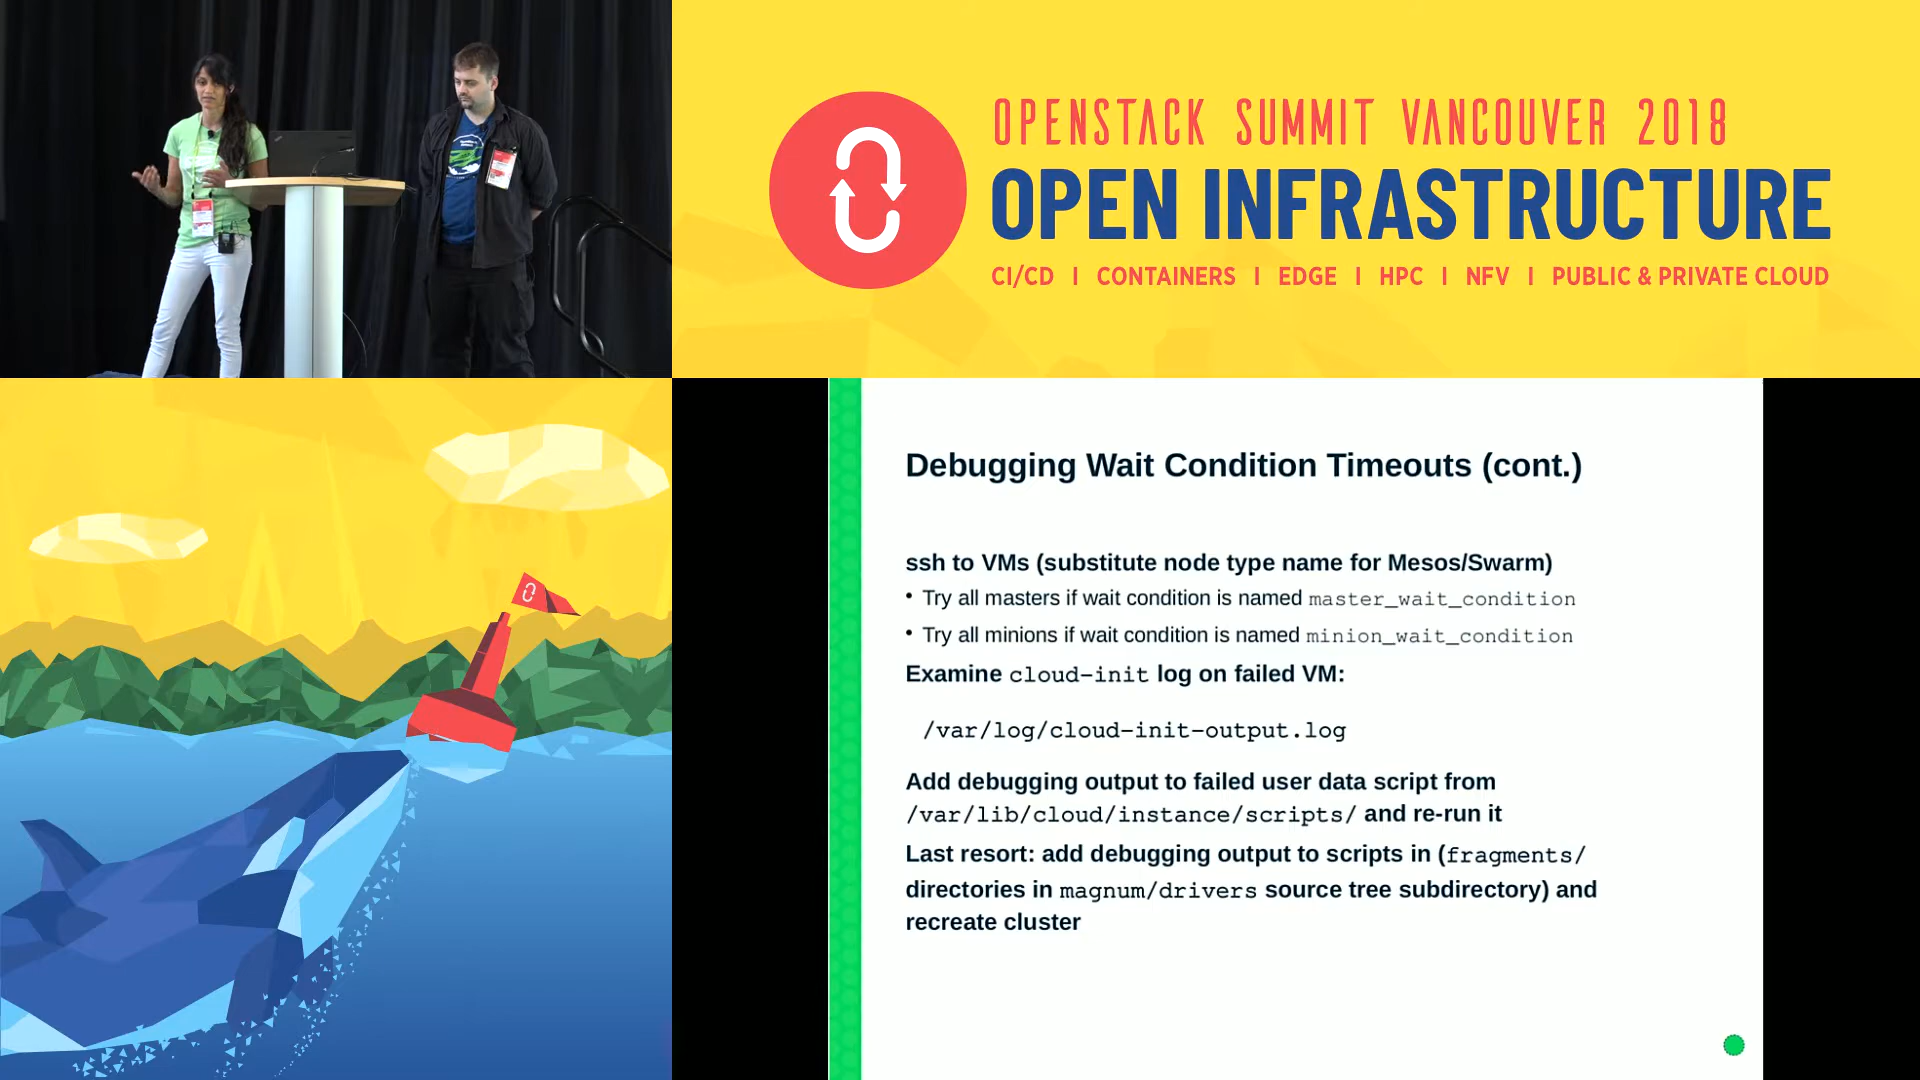 OPENSTACK SUMMIT VANCOUVER 2018
OPEN INFRASTRUCTURE
CI/CD | CONTAINERS | EDGE | HPC | NFV | PUBLIC & PRIVATE CLOUD
Debugging Wait Condition Timeouts (cont.)
ssh to VMs (substitute node type name for Mesos/Swarm)
• Try all masters if wait condition is named master_wait_condition
• Try all minions if wait condition is named minion_wait_condition
Examine cloud-init log on failed VM:
/var/log/cloud-init-output.log
Add debugging output to failed user data script from
/var/lib/cloud/instance/scripts/ and re-run it
Last resort: add debugging output to scripts in (fragments/
directories in magnum/drivers source tree subdirectory) and
recreate cluster